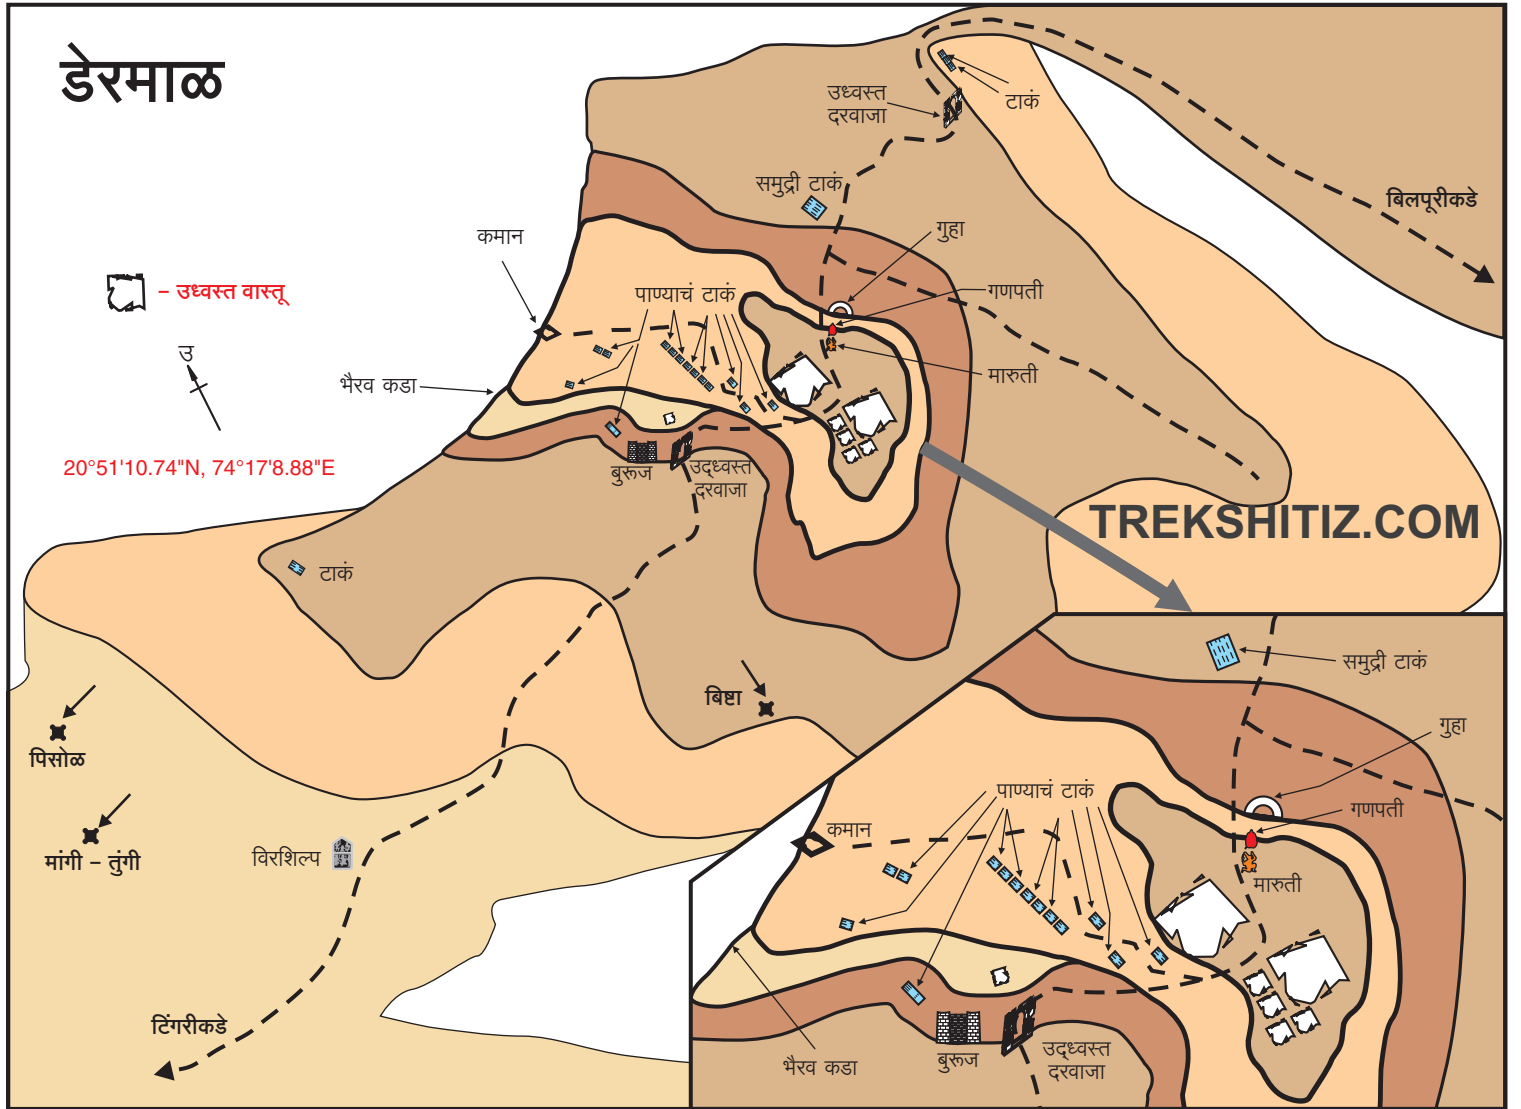 डेरमाळ
उध्वस्त
दरवाजा
टाकं
समुद्री टाकं
बिलपूरीकडे
कमान
गुहा
– उध्वस्त वास्तू
पाण्याचं टाकं
गणपती
उ
भैरव कडा
मारुती
20°51'10.74"N, 74°17'8.88"E
बुरूज
उद्ध्वस्त
दरवाजा
TREKSHITIZ.COM
टाकं
समुद्री टाकं
बिष्टा
गुहा
पिसोळ
पाण्याचं टाकं
गणपती
कमान
मांगी – तुंगी
विरशिल्प
मारुती
टिंगरीकडे
भैरव कडा
बुरूज
उद्ध्वस्त
दरवाजा